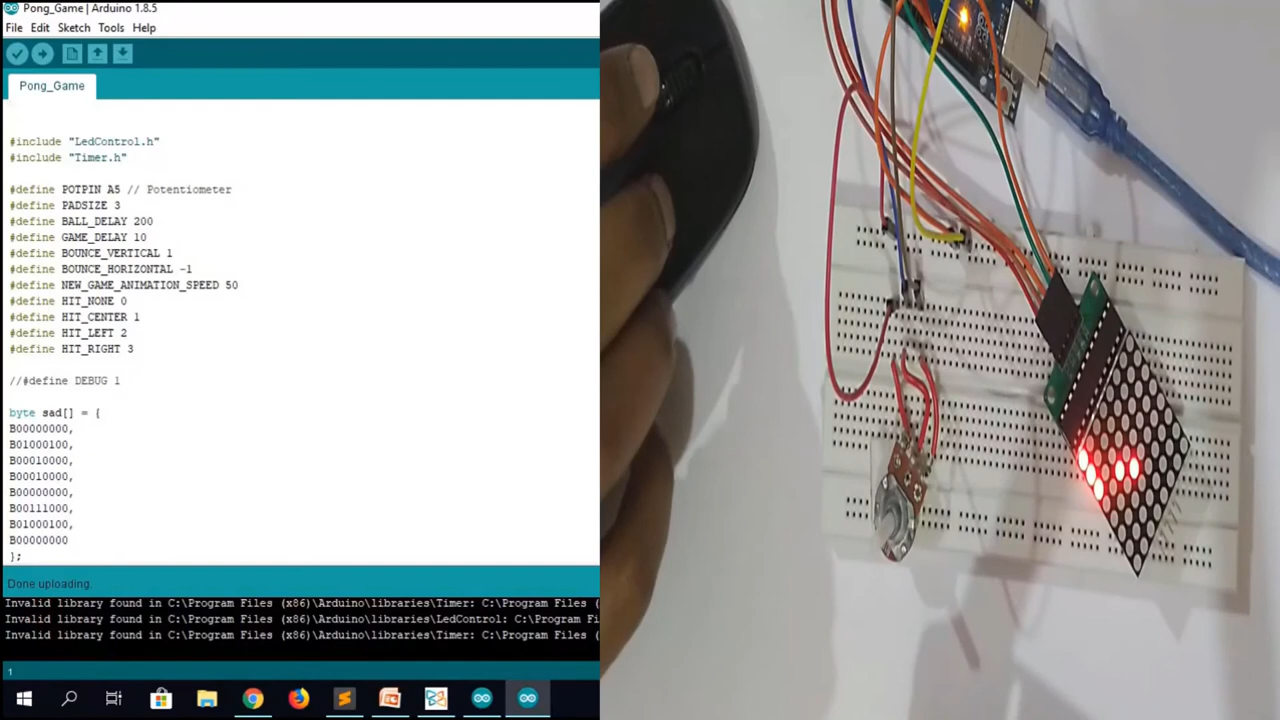 Pong_Game | Arduino 1.8.5
File Edit Sketch Tools Help
Pong_Game
#include "LedControl.h"
#include "Timer.h"
#define POTPIN A5 // Potentiometer
#define PADSIZE 3
#define BALL_DELAY 200
#define GAME_DELAY 10
#define BOUNCE_VERTICAL 1
#define BOUNCE_HORIZONTAL -1
#define NEW_GAME_ANIMATION_SPEED 50
#define HIT_NONE 0
#define HIT_CENTER 1
#define HIT_LEFT 2
#define HIT_RIGHT 3
//#define DEBUG 1
byte sad[] = {
B00000000,
B01000100,
B00010000,
B00010000,
B00000000,
B00111000,
B01000100,
B00000000
};
Done uploading.
Invalid library found in C:\Program Files (x86)\Arduino\libraries\Timer: C:\Program Files (
Invalid library found in C:\Program Files (x86)\Arduino\libraries\LedControl: C:\Program Fi
Invalid library found in C:\Program Files (x86)\Arduino\libraries\Timer: C:\Program Files (
1